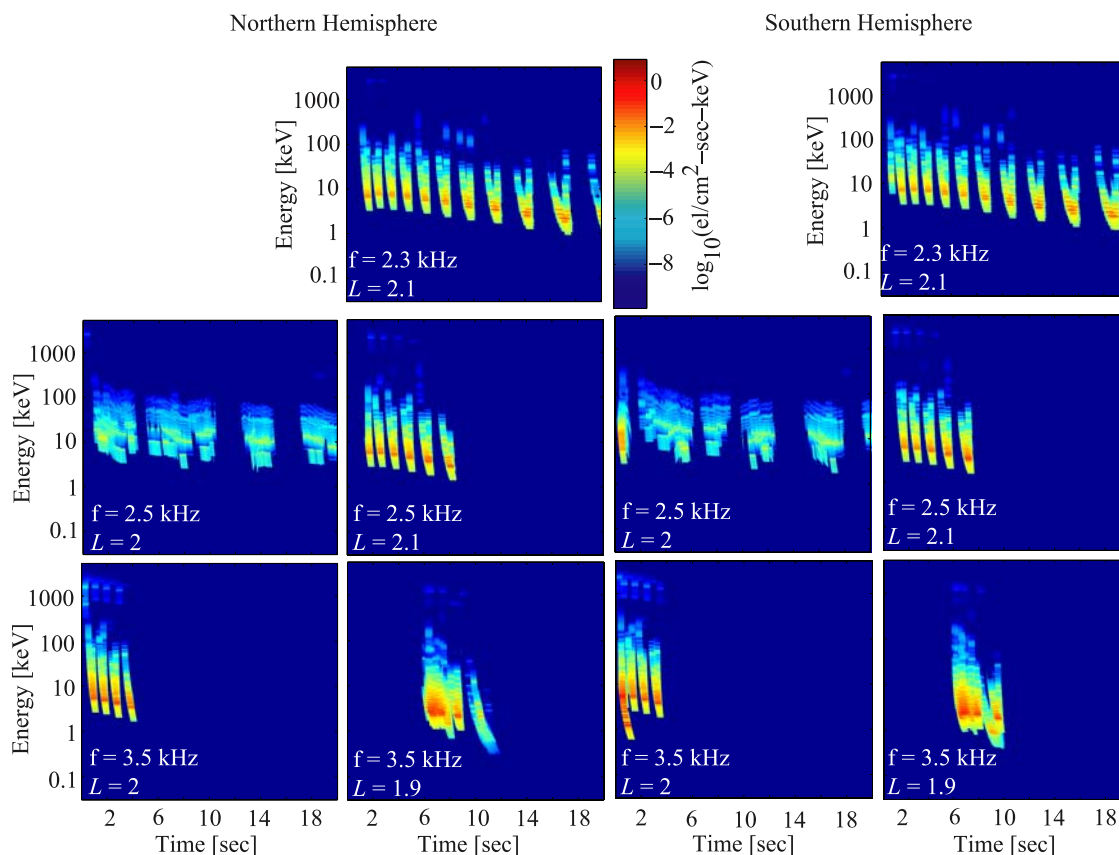 Northern Hemisphere
Southern Hemisphere
Energy [keV]
1000
100
10
1
0.1
f = 2.3 kHz
L = 2.1
0
−2
−4
−6
−8
log10(el/cm2−sec−keV)
Energy [keV]
1000
100
10
1
0.1
f = 2.3 kHz
L = 2.1
Energy [keV]
1000
100
10
1
0.1
f = 2.5 kHz
L = 2
f = 2.5 kHz
L = 2.1
f = 2.5 kHz
L = 2
f = 2.5 kHz
L = 2.1
Energy [keV]
1000
100
10
1
0.1
f = 3.5 kHz
L = 2
f = 3.5 kHz
L = 1.9
f = 3.5 kHz
L = 2
f = 3.5 kHz
L = 1.9
2 6 10 14 18
2 6 10 14 18
2 6 10 14 18
2 6 10 14 18
Time [sec]
Time [sec]
Time [sec]
Time [sec]